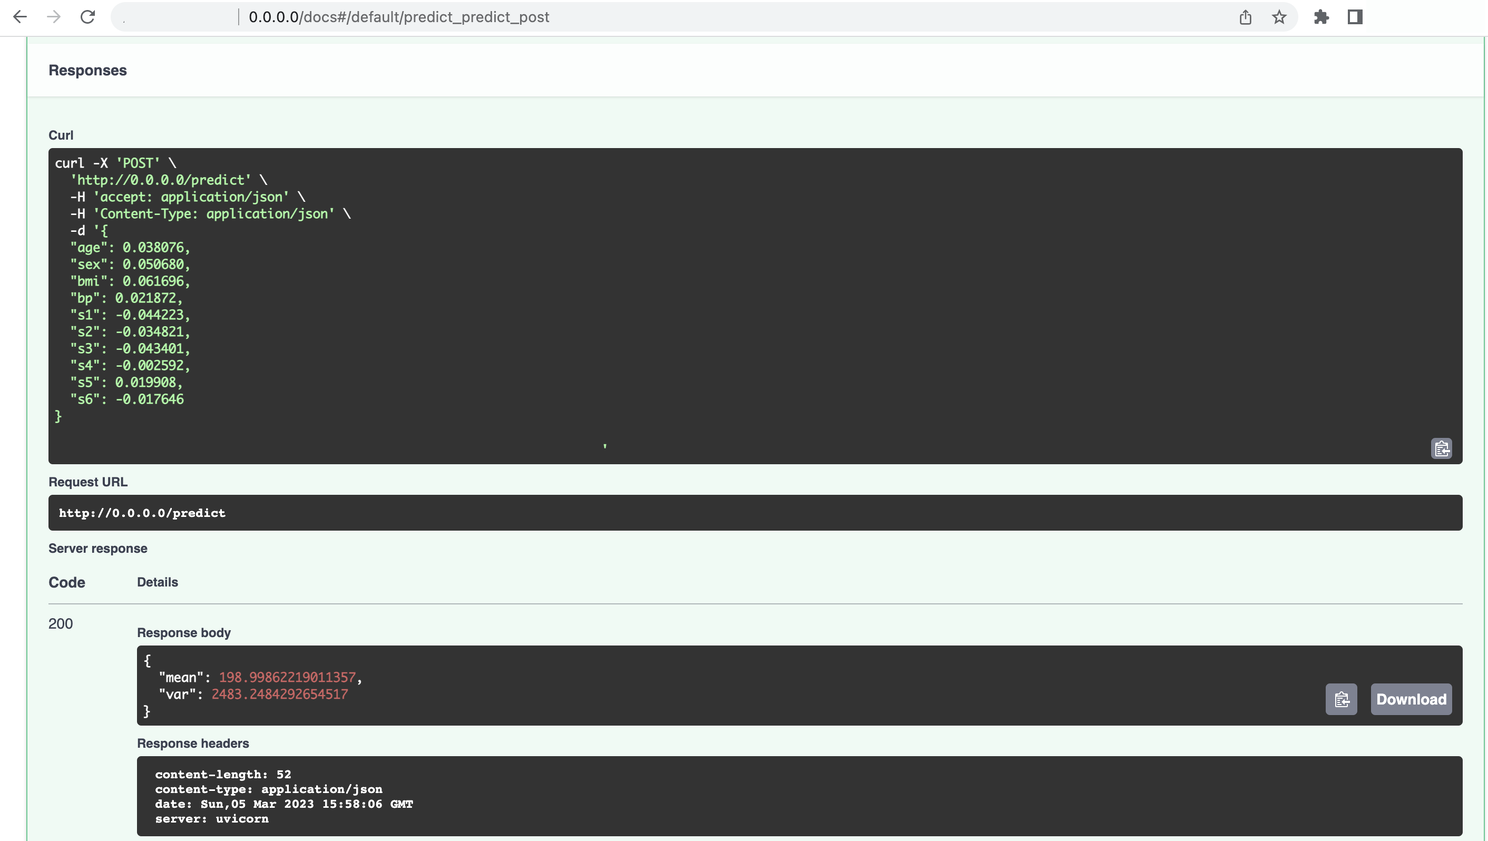 0.0.0.0/docs#/default/predict_predict_post
Responses
Curl
curl -X 'POST' \
'http://0.0.0.0/predict' \
-H 'accept: application/json' \
-H 'Content-Type: application/json' \
-d '{
"age": 0.038076,
"sex": 0.050680,
"bmi": 0.061696,
"bp": 0.021872,
"s1": -0.044223,
"s2": -0.034821,
"s3": -0.043401,
"s4": -0.002592,
"s5": 0.019908,
"s6": -0.017646
}
'
Request URL
http://0.0.0.0/predict
Server response
Code Details
200
Response body
{
"mean": 198.99862219011357,
"var": 2483.2484292654517
}
Download
Response headers
content-length: 52
content-type: application/json
date: Sun,05 Mar 2023 15:58:06 GMT
server: uvicorn